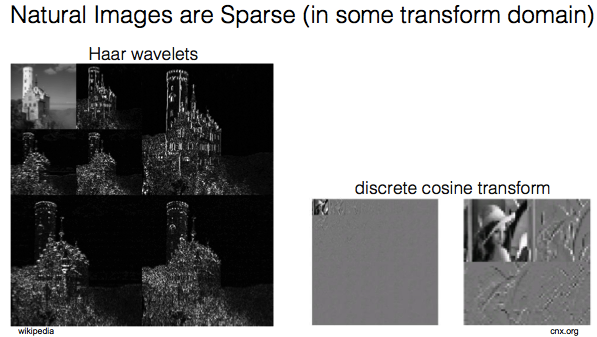 Natural Images are Sparse (in some transform domain)
Haar wavelets
discrete cosine transform
wikipedia
cnx.org